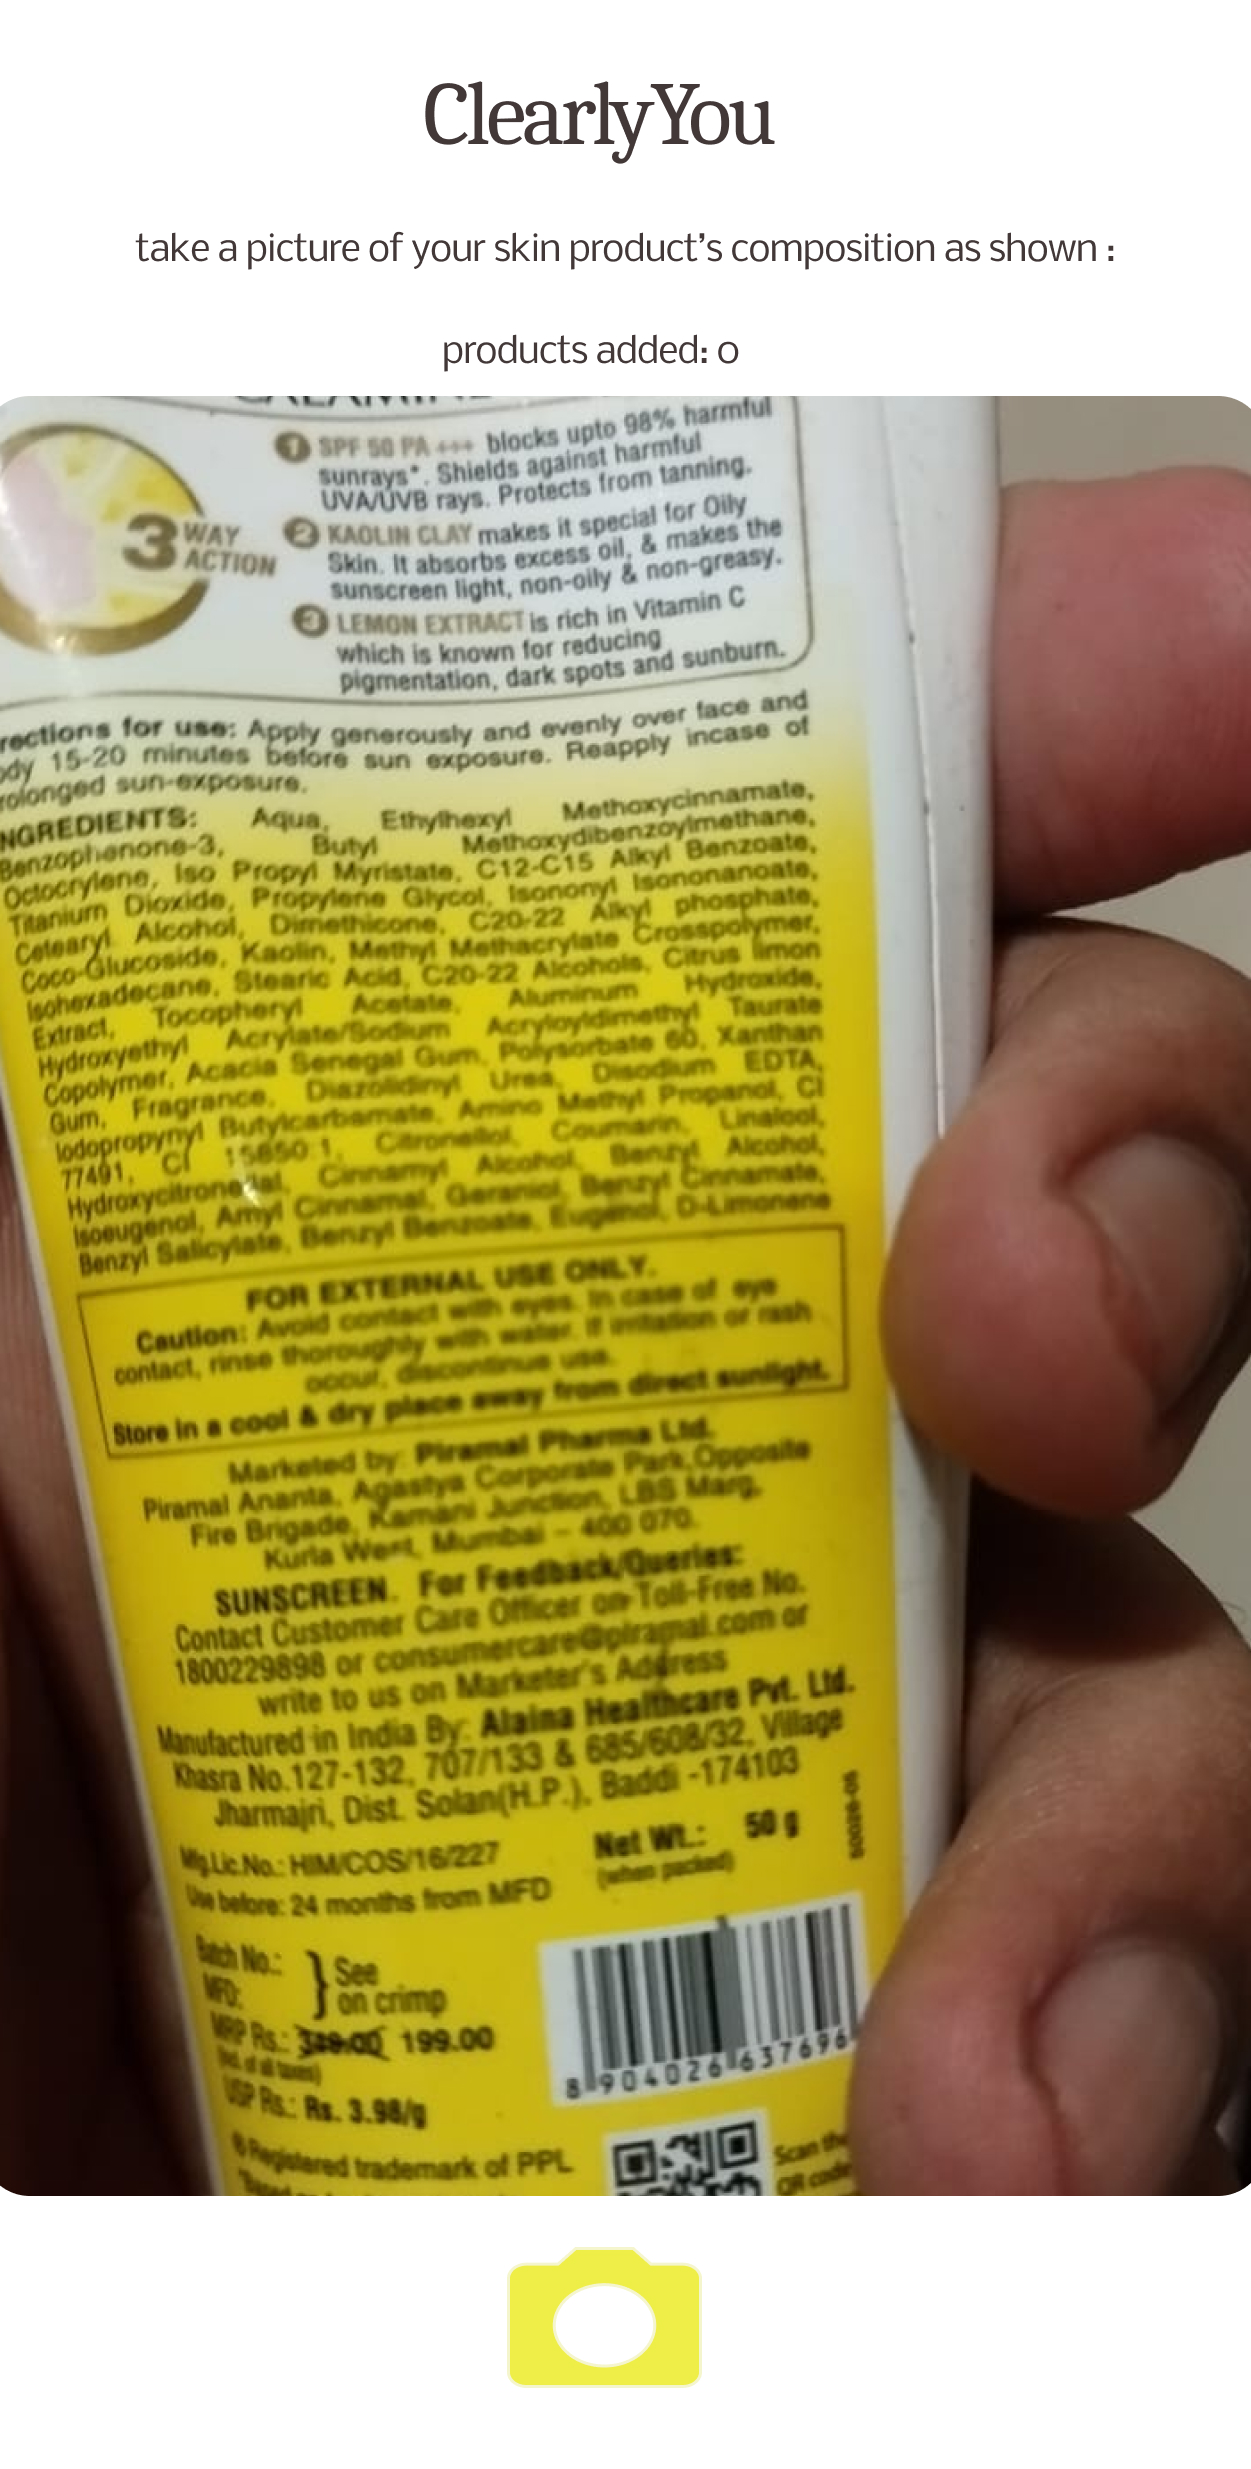 ClearlyYou
take a picture of your skin product's composition as shown :
products added: 0
1 SPF 50 PA +++ blocks upto 98% harmful
sunrays*. Shields against harmful
UVA/UVB rays. Protects from tanning.
3 WAY
ACTION
2 KAOLIN CLAY makes it special for Oily
Skin. It absorbs excess oil, & makes the
sunscreen light, non-oily & non-greasy.
3 LEMON EXTRACT is rich in Vitamin C
which is known for reducing
pigmentation, dark spots and sunburn.
rections for use: Apply generously and evenly over face and
ody 15-20 minutes before sun exposure. Reapply incase of
rolonged sun-exposure.
NGREDIENTS: Aqua, Ethylhexyl Methoxycinnamate,
Benzophenone-3, Butyl Methoxydibenzoylmethane,
Octocrylene, Iso Propyl Myristate, C12-C15 Alkyl Benzoate,
Titanium Dioxide, Propylene Glycol, Isononyl Isononanoate,
Cetearyl Alcohol, Dimethicone, C20-22 Alkyl phosphate,
Coco-Glucoside, Kaolin, Methyl Methacrylate Crosspolymer,
Isohexadecane, Stearic Acid, C20-22 Alcohols, Citrus limon
Extract, Tocopheryl Acetate, Aluminum Hydroxide,
Hydroxyethyl Acrylate/Sodium Acryloyldimethyl Taurate
Copolymer, Acacia Senegal Gum, Polysorbate 60, Xanthan
Gum, Fragrance, Diazolidinyl Urea, Disodium EDTA,
Iodopropynyl Butylcarbamate, Amino Methyl Propanol, CI
77491, CI 15850:1, Citronellol, Coumarin, Linalool,
Hydroxycitronellal, Cinnamyl Alcohol, Benzyl Alcohol,
Isoeugenol, Amyl Cinnamal, Geraniol, Benzyl Cinnamate,
Benzyl Salicylate, Benzyl Benzoate, Eugenol, D-Limonene
FOR EXTERNAL USE ONLY.
Caution: Avoid contact with eyes. In case of eye
contact, rinse thoroughly with water. If irritation or rash
occur, discontinue use.
Store in a cool & dry place away from direct sunlight.
Marketed by: Piramal Pharma Ltd.
Piramal Ananta, Agastya Corporate Park,Opposite
Fire Brigade, Kamani Junction, LBS Marg,
Kurla West, Mumbai – 400 070.
SUNSCREEN. For Feedback/Queries:
Contact Customer Care Officer on Toll-Free No.
1800229898 or consumercare@piramal.com or
write to us on Marketer's Address
Manufactured in India By: Alaina Healthcare Pvt. Ltd.
Khasra No.127-132, 707/133 & 685/608/32, Village
Jharmajri, Dist. Solan(H.P.), Baddi -174103
Mfg.Lic.No.: HIM/COS/16/227
Net Wt.: 50 g
(when packed)
Use before: 24 months from MFD
Batch No.:
MFD:
See
on crimp
MRP Rs.: 349.00 199.00
(Incl. of all taxes)
USP Rs.: Rs. 3.98/g
8 904026 637696
® Registered trademark of PPL
Scan the
QR code